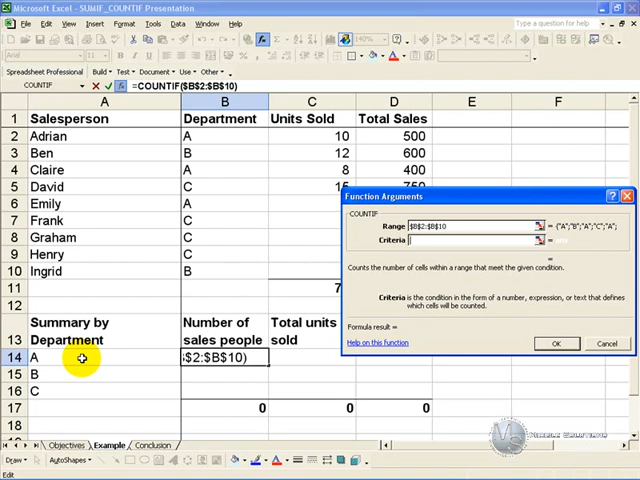 Microsoft Excel - SUMIF_COUNTIF Presentation
File Edit View Insert Format Tools Data Window Help
Type a question for help
140%
Arial
Spreadsheet Professional Build Test Document Use Other
COUNTIF =COUNTIF($B$2:$B$10)
A B C D E F
1 Salesperson Department Units Sold Total Sales
2 Adrian A 10 500
3 Ben B 12 600
4 Claire A 8 400
5 David C 15 750
6 Emily A
7 Frank C
8 Graham C
9 Henry C
10 Ingrid B
11 7
12
Summary by Number of Total units
13 Department sales people sold
14 A $2:$B$10)
15 B
16 C
17 0 0 0
18
Function Arguments
COUNTIF
Range $B$2:$B$10 = {"A";"B";"A";"C";"A";
Criteria =
=
Counts the number of cells within a range that meet the given condition.
Criteria is the condition in the form of a number, expression, or text that defines
which cells will be counted.
Formula result =
Help on this function OK Cancel
Objectives Example Conclusion
Draw AutoShapes
Edit